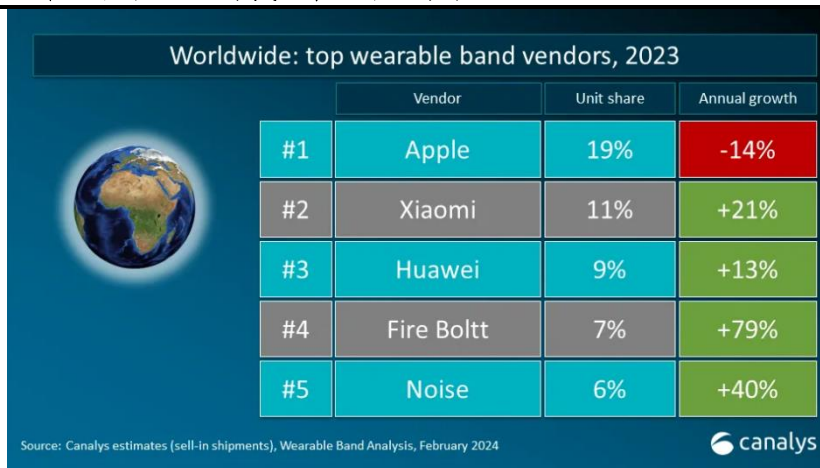 Worldwide: top wearable band vendors, 2023
Vendor Unit share Annual growth
#1 Apple 19% -14%
#2 Xiaomi 11% +21%
#3 Huawei 9% +13%
#4 Fire Boltt 7% +79%
#5 Noise 6% +40%
Source: Canalys estimates (sell-in shipments), Wearable Band Analysis, February 2024
canalys